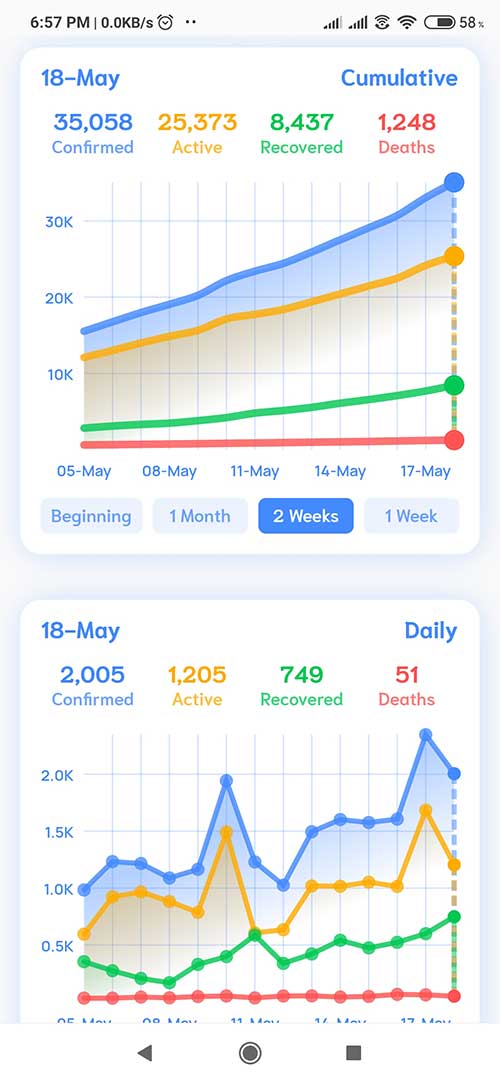 6:57 PM | 0.0KB/s 58%
18-May Cumulative
35,058 25,373 8,437 1,248
Confirmed Active Recovered Deaths
30K
20K
10K
05-May 08-May 11-May 14-May 17-May
Beginning 1 Month 2 Weeks 1 Week
18-May Daily
2,005 1,205 749 51
Confirmed Active Recovered Deaths
2.0K
1.5K
1.0K
0.5K
05-May 08-May 11-May 14-May 17-May